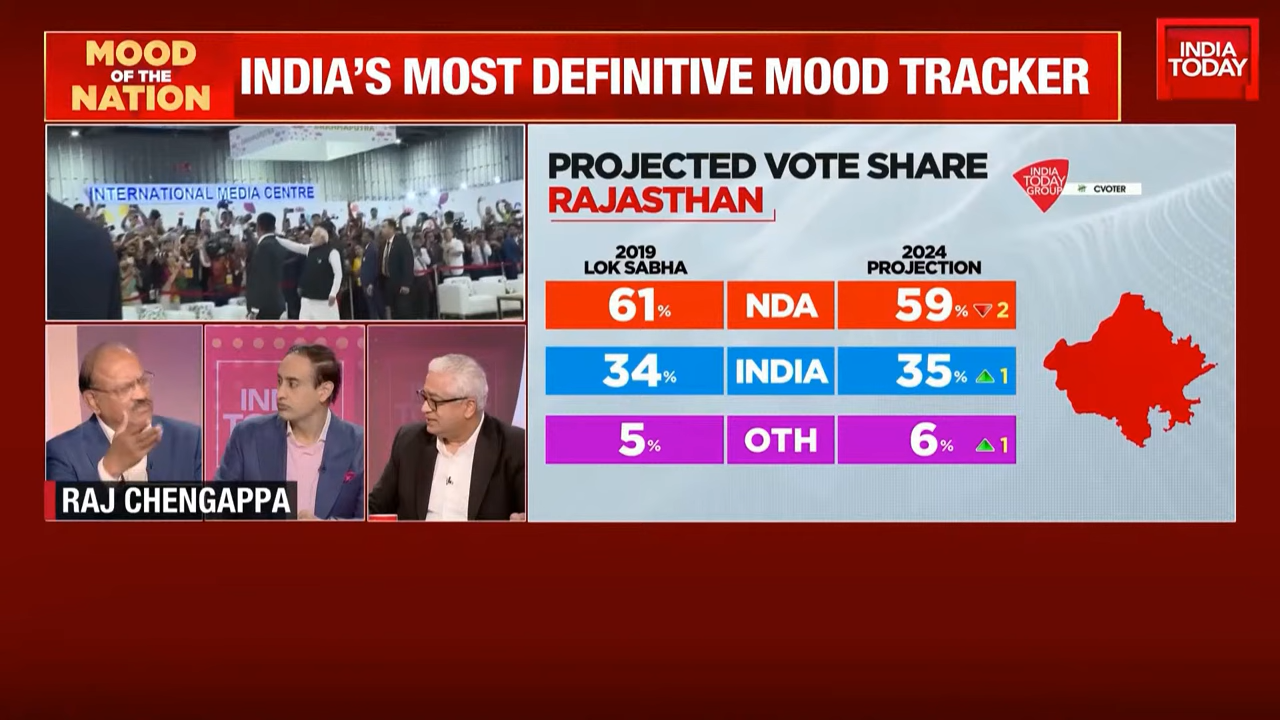 MOOD
OF THE
NATION
INDIA'S MOST DEFINITIVE MOOD TRACKER
INDIA
TODAY
INTERNATIONAL MEDIA CENTRE
PROJECTED VOTE SHARE
RAJASTHAN
INDIA
TODAY
GROUP
CVOTER
2019
LOK SABHA
2024
PROJECTION
61% NDA 59% 2
34% INDIA 35% 1
5% OTH 6% 1
RAJ CHENGAPPA